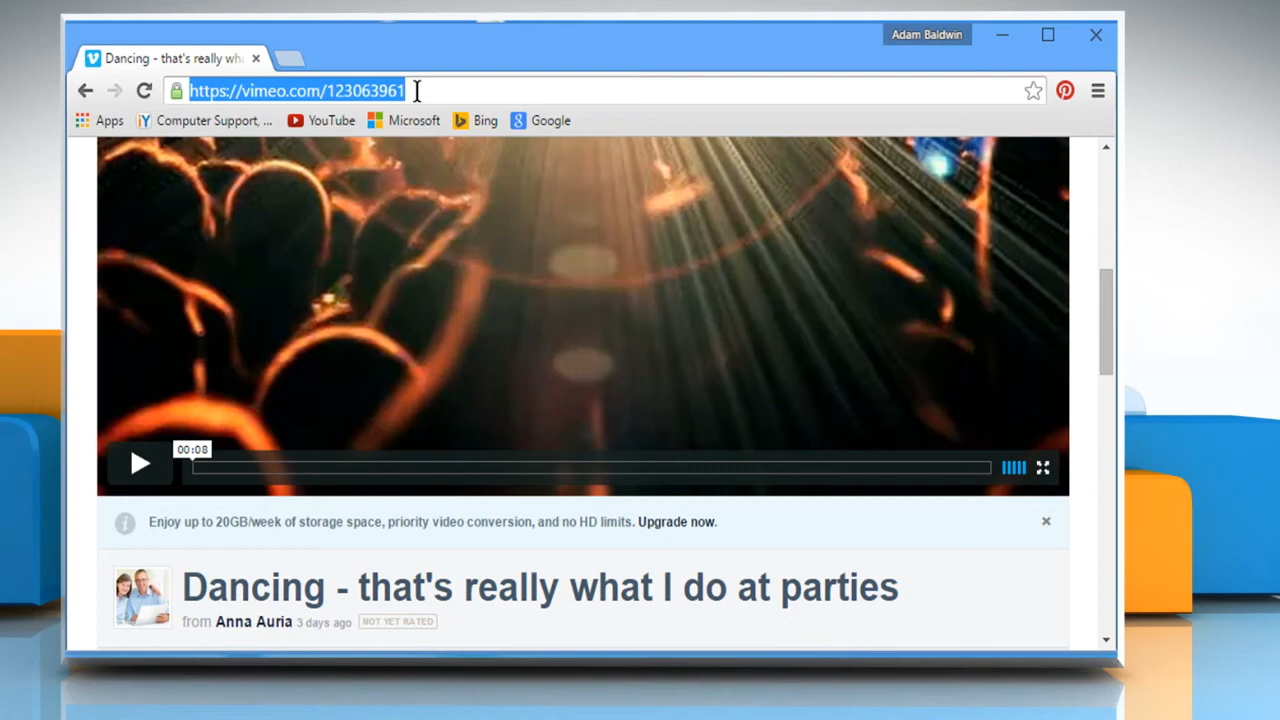 Adam Baldwin
Dancing - that's really wha
https://vimeo.com/123063961
Apps Computer Support, ... YouTube Microsoft Bing Google
00:08
Enjoy up to 20GB/week of storage space, priority video conversion, and no HD limits. Upgrade now.
Dancing - that's really what I do at parties
from Anna Auria 3 days ago NOT YET RATED